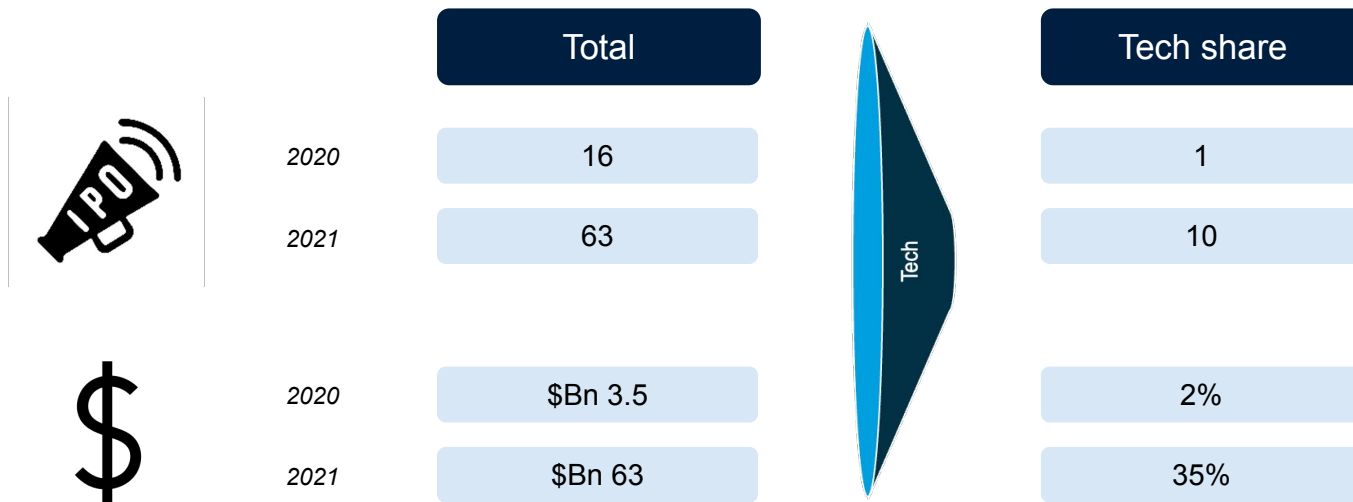 Total
Tech share
IPO
2020
16
1
2021
63
10
Tech
2020
$Bn 3.5
2%
$
2021
$Bn 63
35%